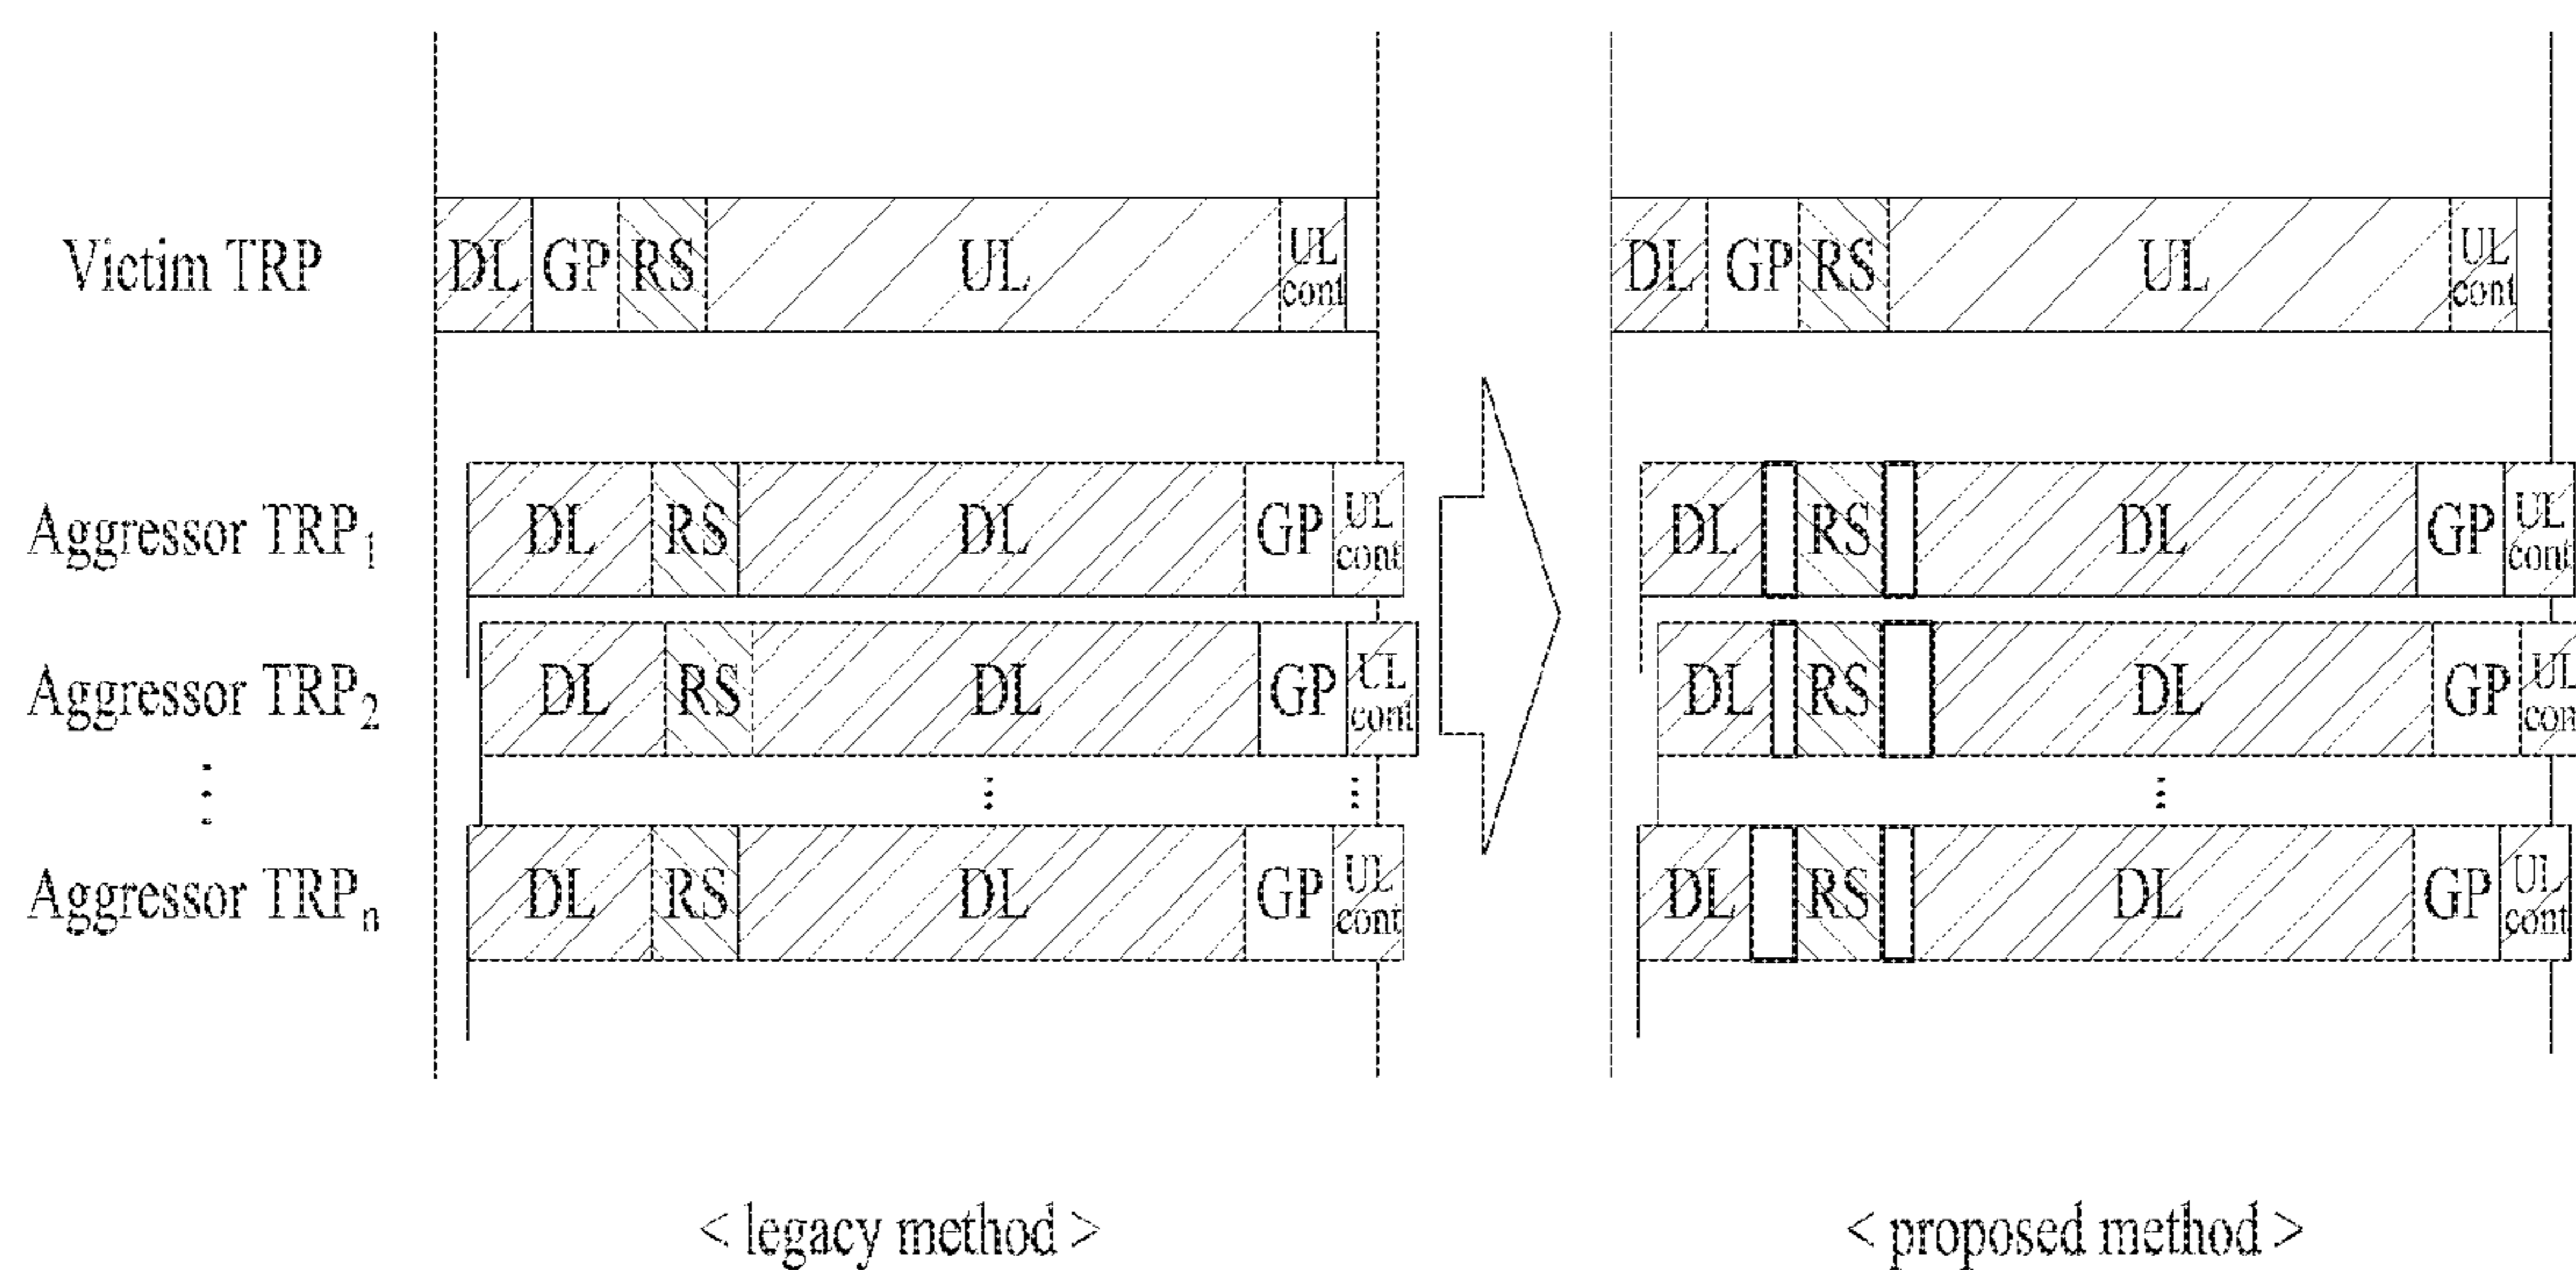 Victim TRP DL GP RS UL UL cont DL GP RS UL UL cont
Aggressor TRP1 DL RS DL GP UL cont DL RS DL GP UL cont
Aggressor TRP2 DL RS DL GP UL cont DL RS DL GP UL con
Aggressor TRPn DL RS DL GP UL cont DL RS DL GP UL cont
< legacy method > < proposed method >